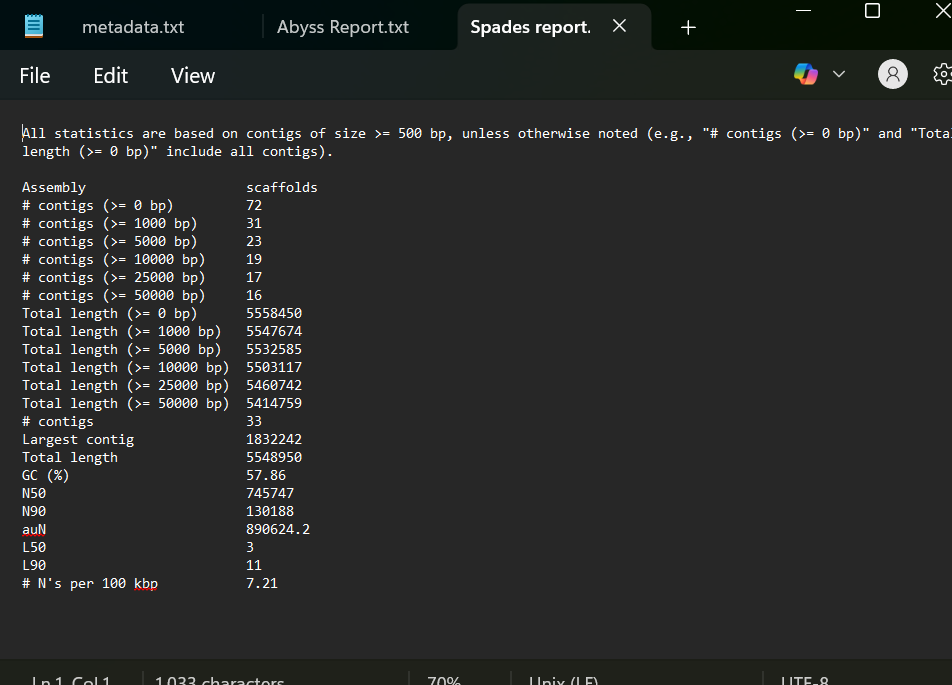 metadata.txt Abyss Report.txt Spades report.
File Edit View
All statistics are based on contigs of size >= 500 bp, unless otherwise noted (e.g., "# contigs (>= 0 bp)" and "Tota
length (>= 0 bp)" include all contigs).
Assembly scaffolds
# contigs (>= 0 bp) 72
# contigs (>= 1000 bp) 31
# contigs (>= 5000 bp) 23
# contigs (>= 10000 bp) 19
# contigs (>= 25000 bp) 17
# contigs (>= 50000 bp) 16
Total length (>= 0 bp) 5558450
Total length (>= 1000 bp) 5547674
Total length (>= 5000 bp) 5532585
Total length (>= 10000 bp) 5503117
Total length (>= 25000 bp) 5460742
Total length (>= 50000 bp) 5414759
# contigs 33
Largest contig 1832242
Total length 5548950
GC (%) 57.86
N50 745747
N90 130188
auN 890624.2
L50 3
L90 11
# N's per 100 kbp 7.21
Ln 1, Col 1 1,033 characters 70% Unix (LF) UTF-8